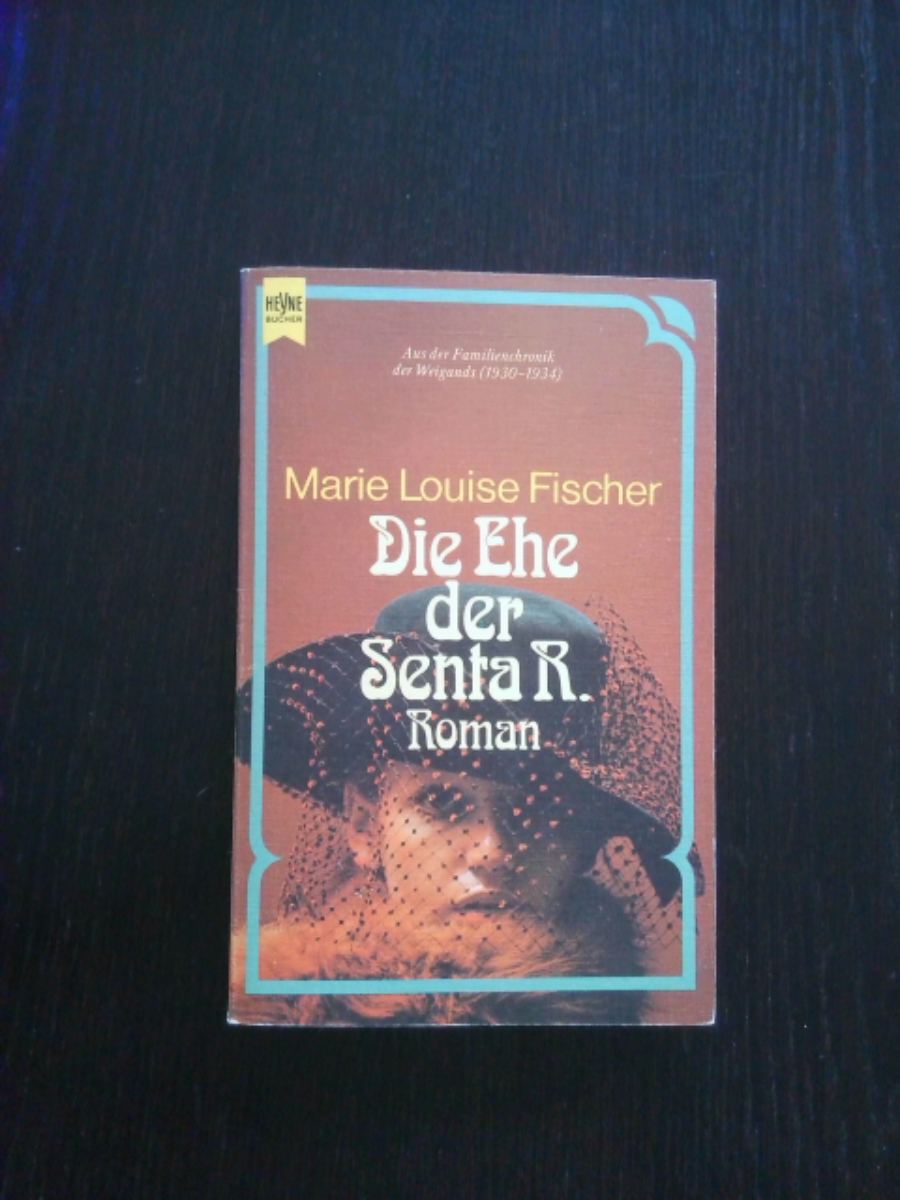 HEYNE
BÜCHER
Aus der Familienchronik
der Weigands (1930–1934)
Marie Louise Fischer
Die Ehe
der
Senta R.
Roman